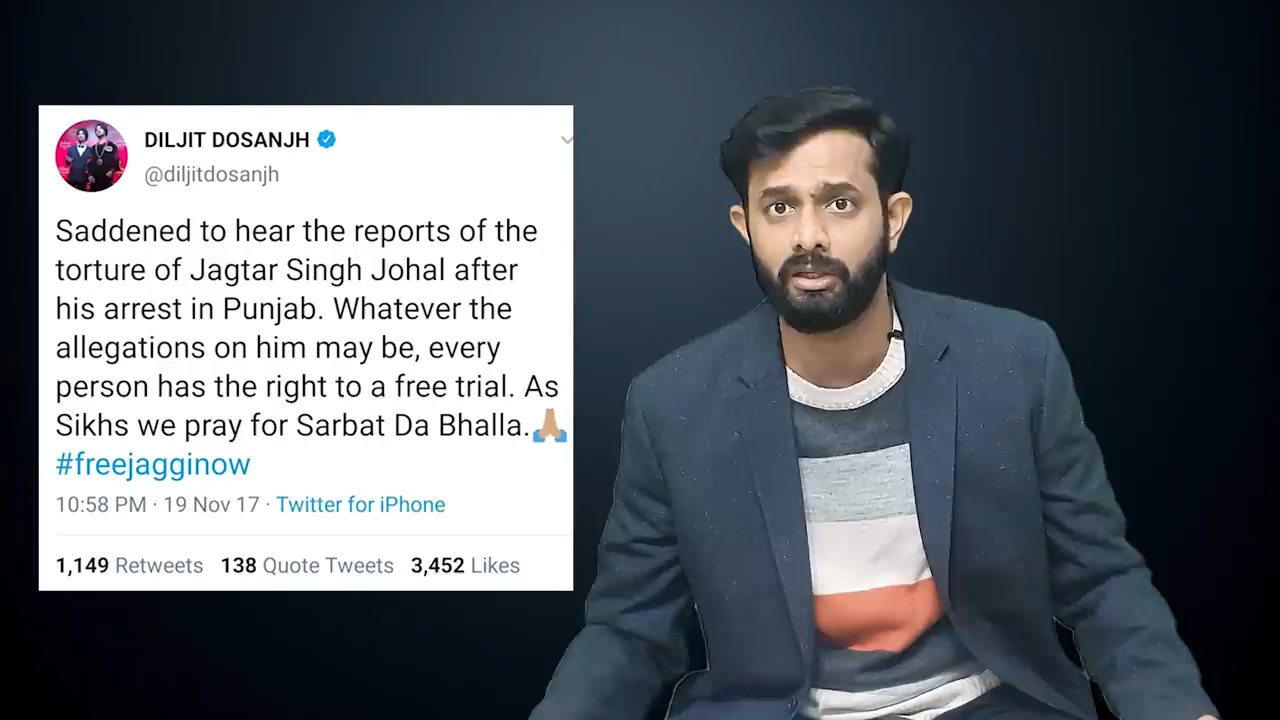 DILJIT DOSANJH
@diljitdosanjh
Saddened to hear the reports of the
torture of Jagtar Singh Johal after
his arrest in Punjab. Whatever the
allegations on him may be, every
person has the right to a free trial. As
Sikhs we pray for Sarbat Da Bhalla.🙏🏽
#freejagginow
10:58 PM · 19 Nov 17 · Twitter for iPhone
1,149 Retweets 138 Quote Tweets 3,452 Likes